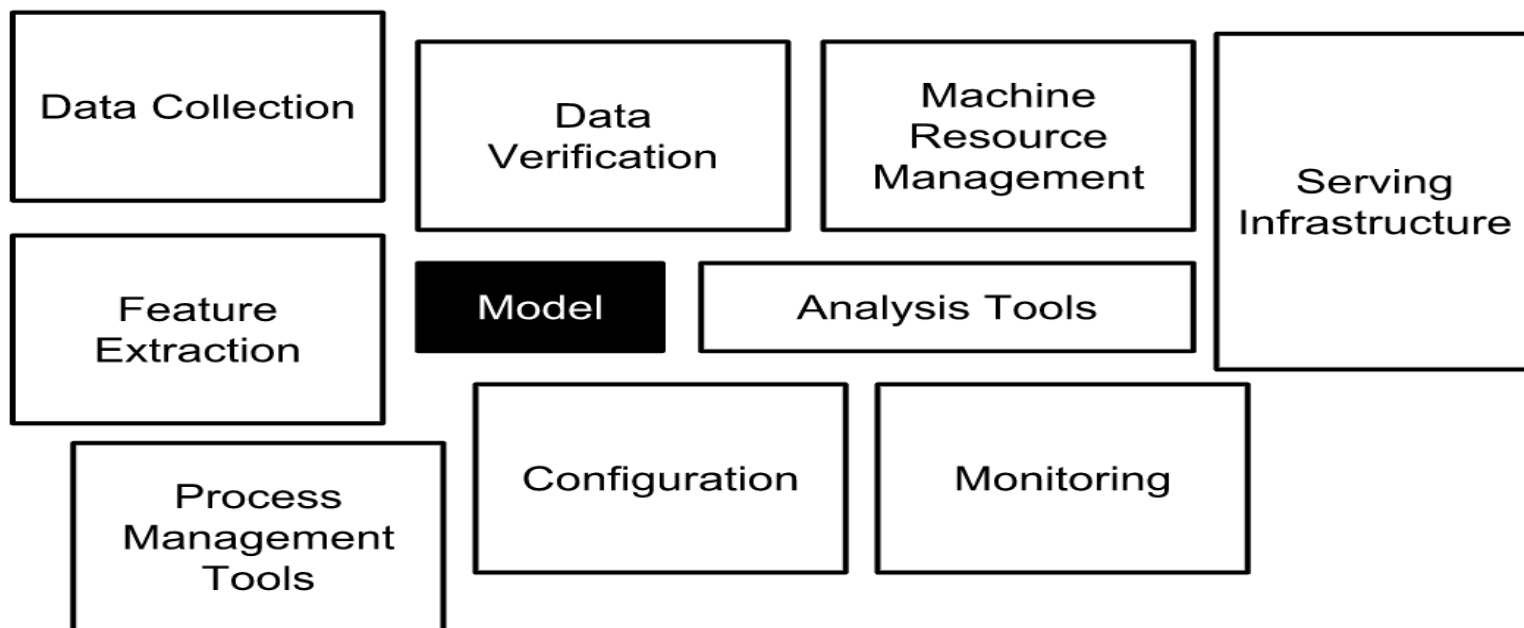 Data Collection
Data
Verification
Machine
Resource
Management
Serving
Infrastructure
Feature
Extraction
Model
Analysis Tools
Process
Management
Tools
Configuration
Monitoring